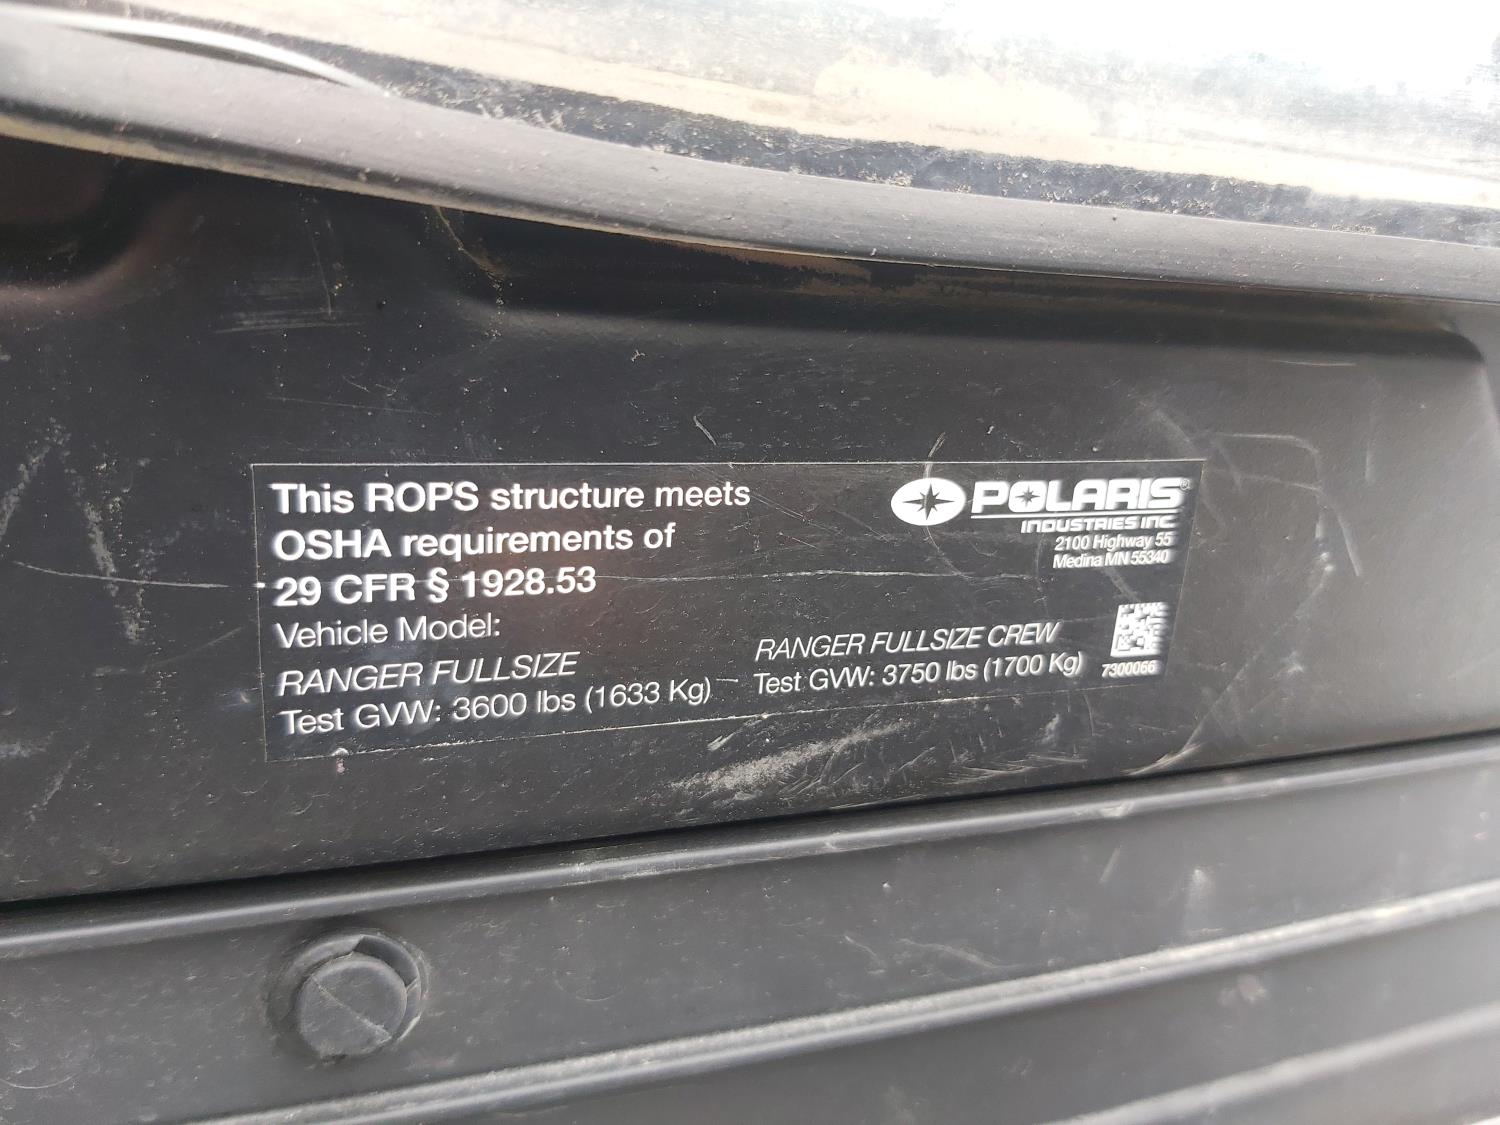 This ROPS structure meets
OSHA requirements of
29 CFR § 1928.53
Vehicle Model:
RANGER FULLSIZE
Test GVW: 3600 lbs (1633 Kg)
RANGER FULLSIZE CREW
Test GVW: 3750 lbs (1700 Kg)
POLARIS®
INDUSTRIES INC.
2100 Highway 55
Medina MN 55340
7300066